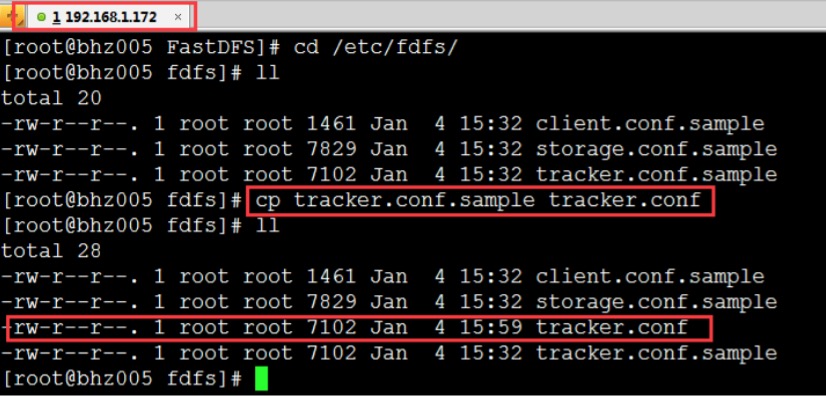 1 192.168.1.172 ×
[root@bhz005 FastDFS]# cd /etc/fdfs/
[root@bhz005 fdfs]# ll
total 20
-rw-r--r--. 1 root root 1461 Jan  4 15:32 client.conf.sample
-rw-r--r--. 1 root root 7829 Jan  4 15:32 storage.conf.sample
-rw-r--r--. 1 root root 7102 Jan  4 15:32 tracker.conf.sample
[root@bhz005 fdfs]# cp tracker.conf.sample tracker.conf
[root@bhz005 fdfs]# ll
total 28
-rw-r--r--. 1 root root 1461 Jan  4 15:32 client.conf.sample
-rw-r--r--. 1 root root 7829 Jan  4 15:32 storage.conf.sample
-rw-r--r--. 1 root root 7102 Jan  4 15:59 tracker.conf
-rw-r--r--. 1 root root 7102 Jan  4 15:32 tracker.conf.sample
[root@bhz005 fdfs]#